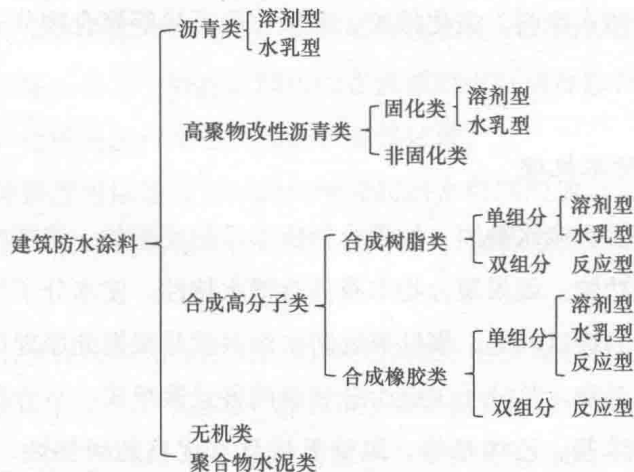 沥青类 溶剂型
水乳型
高聚物改性沥青类 固化类 溶剂型
水乳型
非固化类
建筑防水涂料
合成高分子类
合成树脂类 单组分 溶剂型
水乳型
双组分 反应型
合成橡胶类 单组分 溶剂型
水乳型
反应型
双组分 反应型
无机类
聚合物水泥类